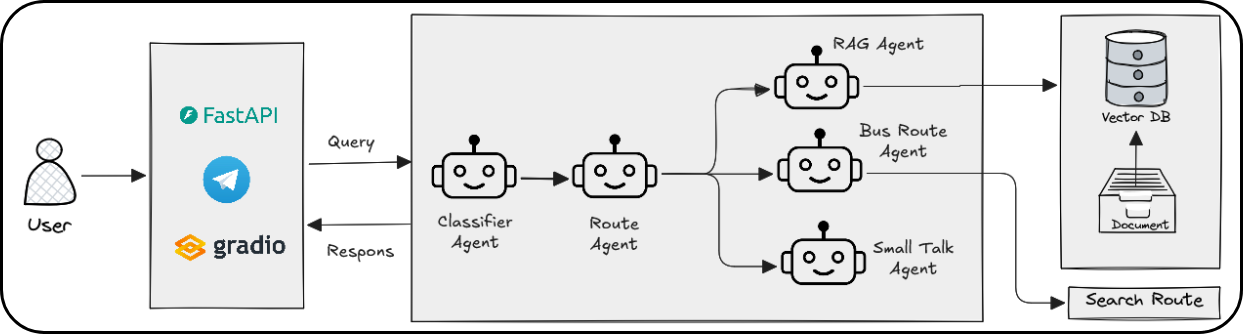 User
FastAPI
gradio
Query
Respons
Classifier
Agent
Route
Agent
RAG Agent
Bus Route
Agent
Small Talk
Agent
Vector DB
Document
Search Route